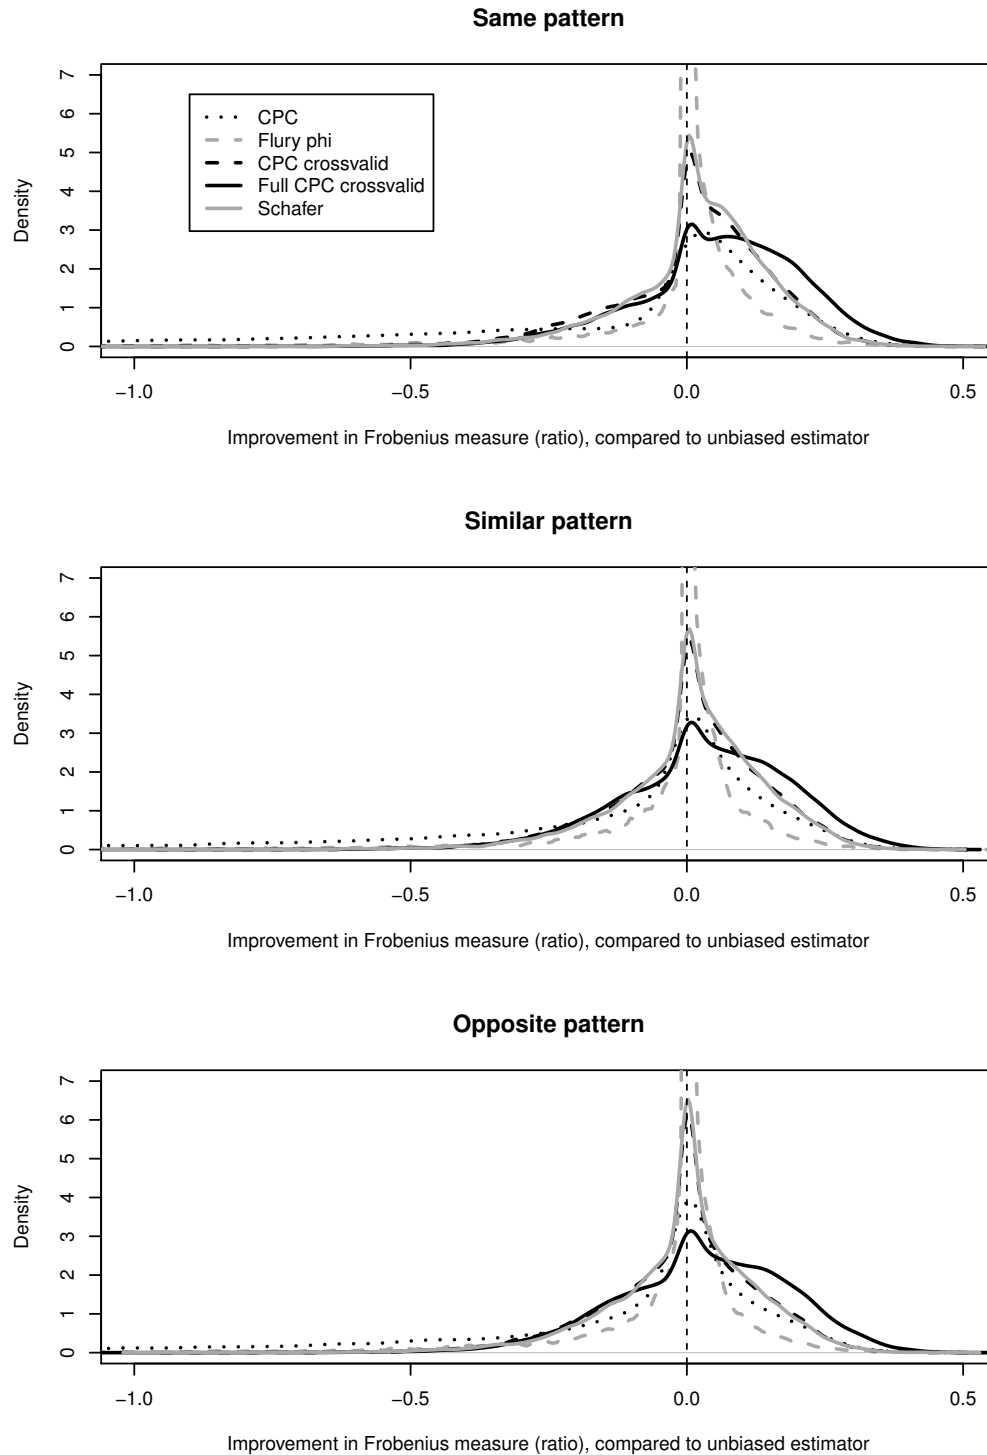 Same pattern
Density
7
6
5
4
3
2
1
0
CPC
Flury phi
CPC crossvalid
Full CPC crossvalid
Schafer
−1.0 −0.5 0.0 0.5
Improvement in Frobenius measure (ratio), compared to unbiased estimator
Similar pattern
Density
7
6
5
4
3
2
1
0
−1.0 −0.5 0.0 0.5
Improvement in Frobenius measure (ratio), compared to unbiased estimator
Opposite pattern
Density
7
6
5
4
3
2
1
0
−1.0 −0.5 0.0 0.5
Improvement in Frobenius measure (ratio), compared to unbiased estimator